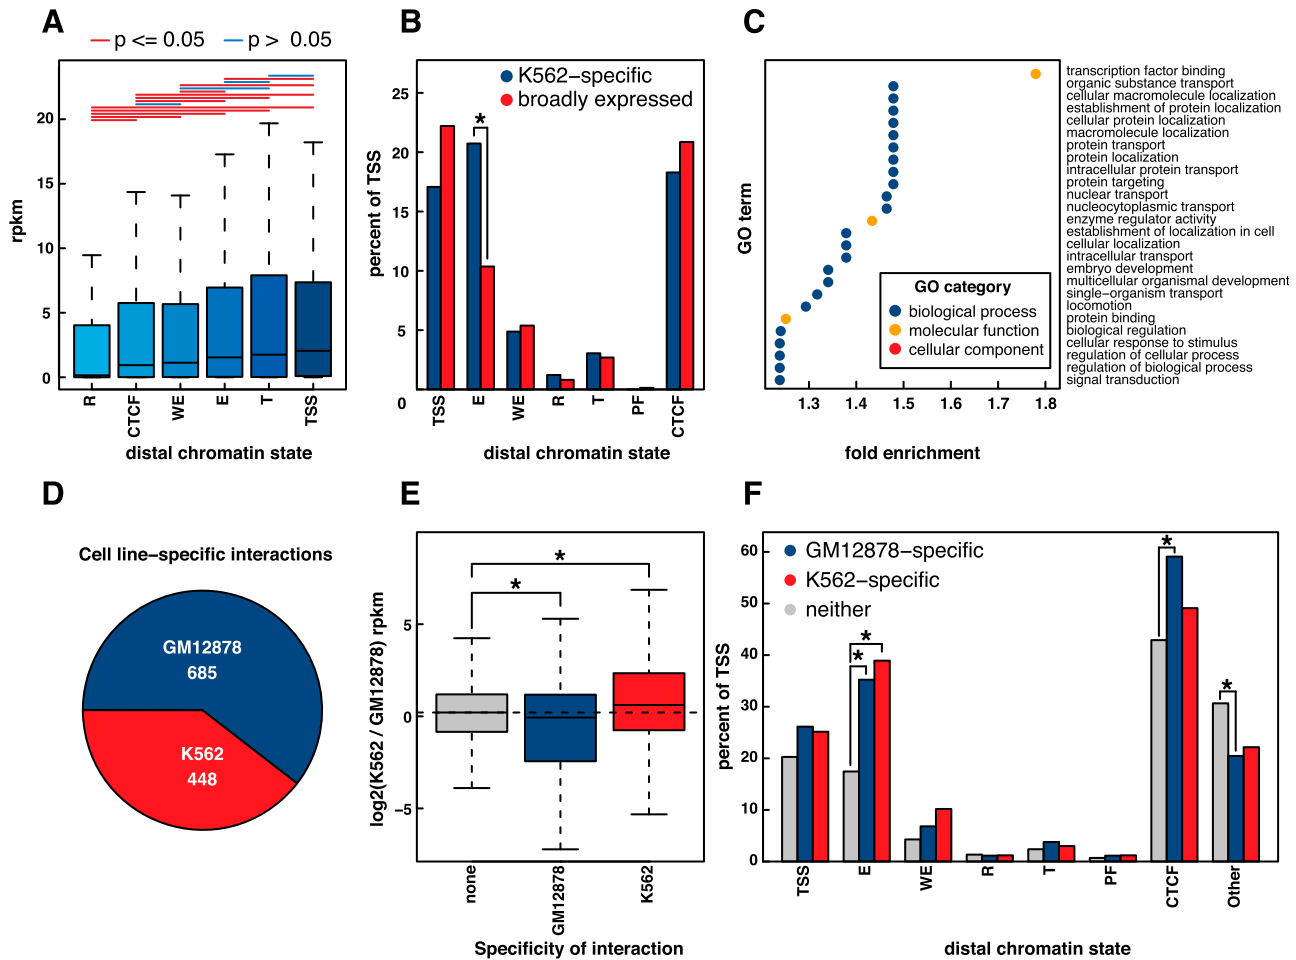 A
p <= 0.05 p > 0.05
rpkm
20
15
10
5
0
R
CTCF
WE
E
T
TSS
distal chromatin state
B
K562-specific
broadly expressed
*
percent of TSS
25
20
15
10
5
0
TSS
E
WE
R
T
PF
CTCF
distal chromatin state
C
GO term
transcription factor binding
organic substance transport
cellular macromolecule localization
establishment of protein localization
cellular protein localization
macromolecule localization
protein transport
protein localization
intracellular protein transport
protein targeting
nuclear transport
nucleocytoplasmic transport
enzyme regulator activity
establishment of localization in cell
cellular localization
intracellular transport
embryo development
multicellular organismal development
single-organism transport
locomotion
protein binding
biological regulation
cellular response to stimulus
regulation of cellular process
regulation of biological process
signal transduction
GO category
biological process
molecular function
cellular component
1.3 1.4 1.5 1.6 1.7 1.8
fold enrichment
D
Cell line-specific interactions
GM12878
685
K562
448
E
*
*
log2(K562 / GM12878) rpkm
5
0
-5
none
GM12878
K562
Specificity of interaction
F
GM12878-specific
K562-specific
neither
*
*
*
*
percent of TSS
60
50
40
30
20
10
0
TSS
E
WE
R
T
PF
CTCF
Other
distal chromatin state